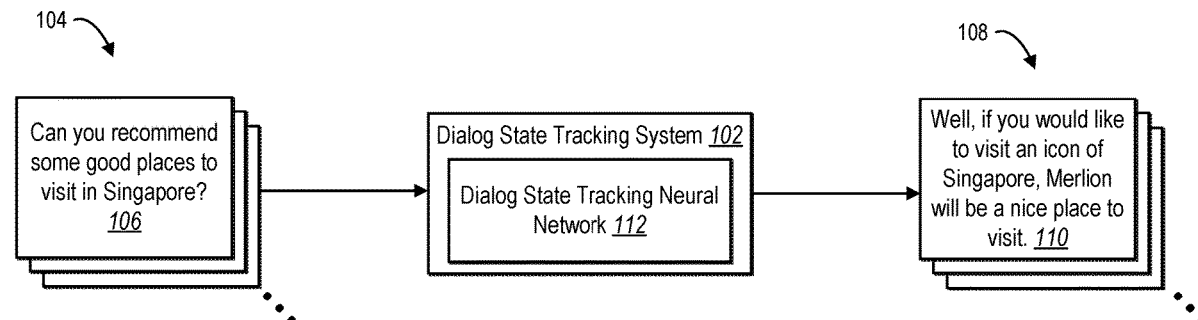 104
108
Can you recommend
some good places to
visit in Singapore?
106
Dialog State Tracking System 102
Dialog State Tracking Neural
Network 112
Well, if you would like
to visit an icon of
Singapore, Merlion
will be a nice place to
visit. 110